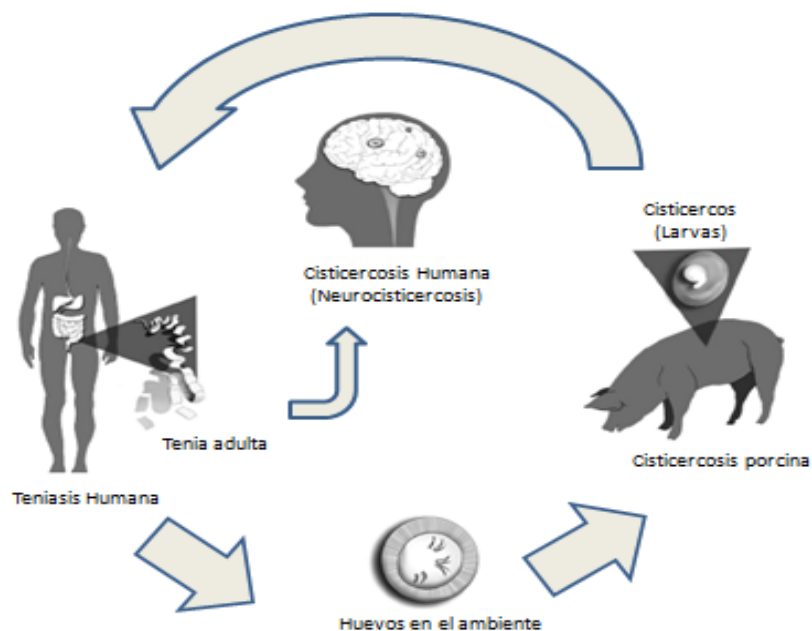 Cisticercos
(Larvas)
Cisticercosis Humana
(Neurocisticercosis)
Tenia adulta
Cisticercosis porcina
Teniasis Humana
Huevos en el ambiente